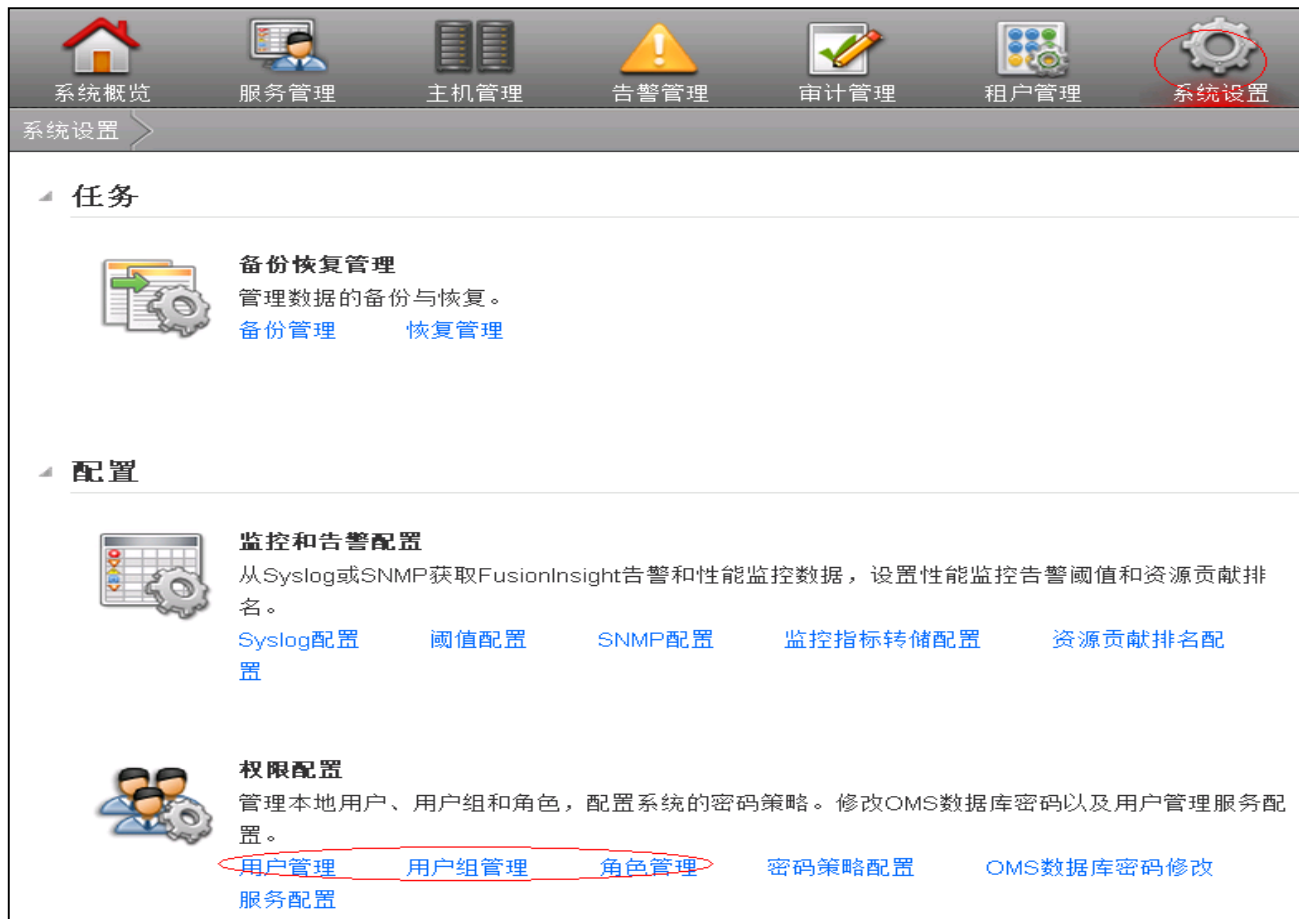 系统概览 服务管理 主机管理 告警管理 审计管理 租户管理 系统设置
系统设置
任务
备份恢复管理
管理数据的备份与恢复。
备份管理 恢复管理
配置
监控和告警配置
从Syslog或SNMP获取FusionInsight告警和性能监控数据，设置性能监控告警阈值和资源贡献排
名。
Syslog配置 阈值配置 SNMP配置 监控指标转储配置 资源贡献排名配
置
权限配置
管理本地用户、用户组和角色，配置系统的密码策略。修改OMS数据库密码以及用户管理服务配
置。
用户管理 用户组管理 角色管理 密码策略配置 OMS数据库密码修改
服务配置